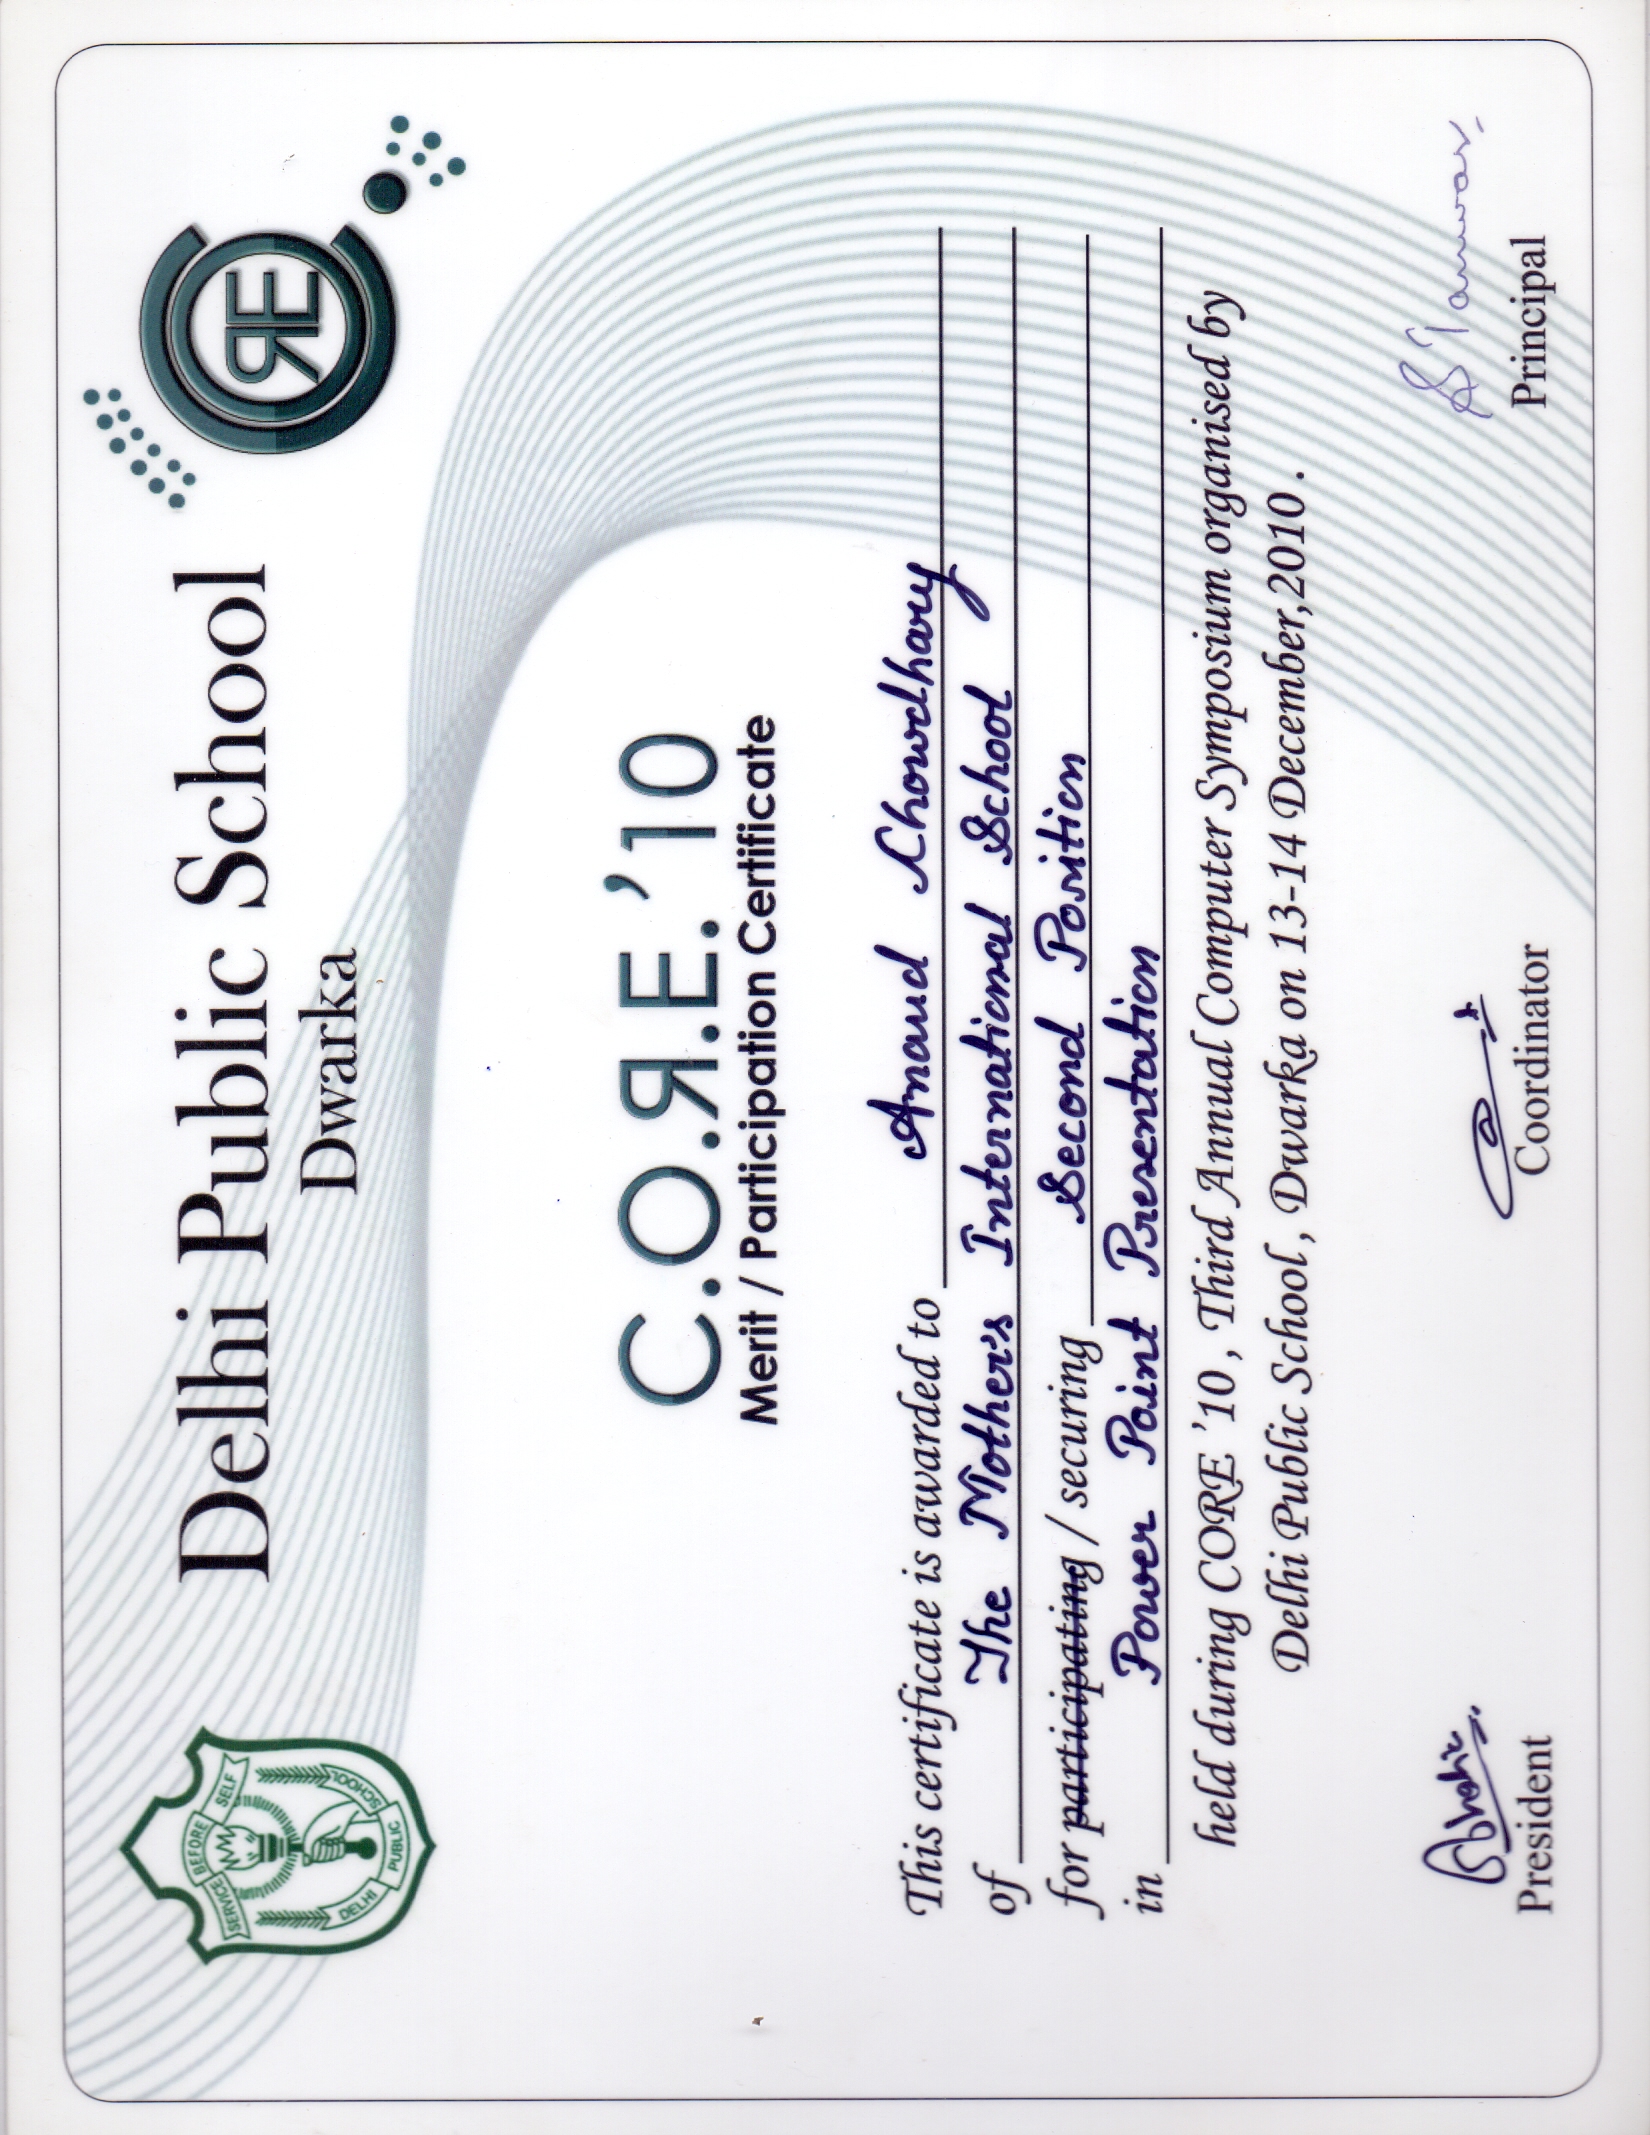 SERVICE BEFORE SELF
DELHI PUBLIC SCHOOL
Delhi Public School
Dwarka
CORE
C.O.Я.E.'10
Merit / Participation Certificate
This certificate is awarded to Anaud Chowdhary
of The Mother's International School
for participating / securing Second Position
in Power Point Presentation
held during CORE '10, Third Annual Computer Symposium organised by
Delhi Public School, Dwarka on 13-14 December,2010.
S Tanwar
President
Coordinator
Principal